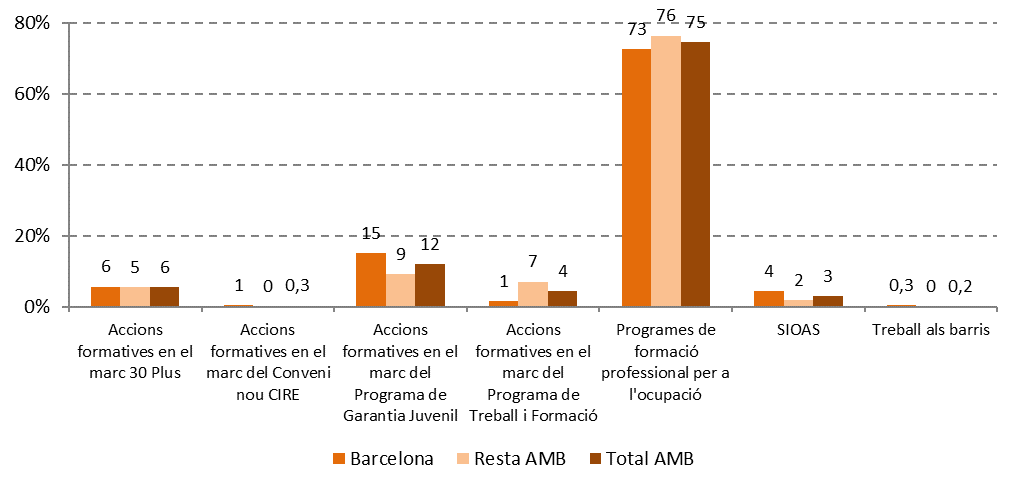 80%
60%
40%
20%
0%
6 5 6
1 0 0,3
15 9 12
1 7 4
73 76 75
4 2 3
0,3 0 0,2
Accions
formatives en el
marc 30 Plus
Accions
formatives en el
marc del Conveni
nou CIRE
Accions
formatives en el
marc del
Programa de
Garantia Juvenil
Accions
formatives en el
marc del
Programa de
Treball i Formació
Programes de
formació
professional per a
l'ocupació
SIOAS
Treball als barris
Barcelona
Resta AMB
Total AMB